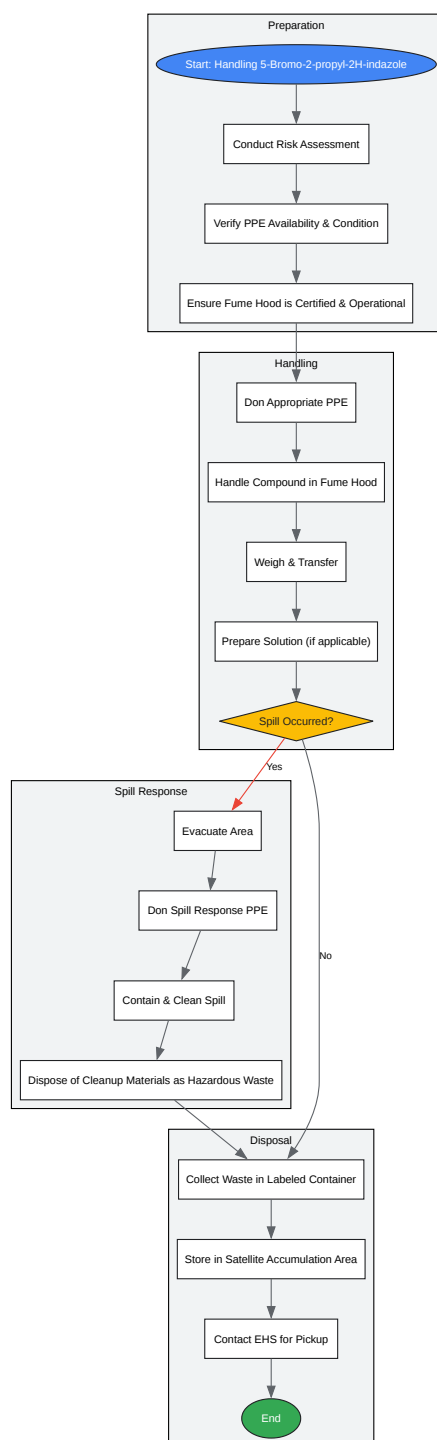 Preparation
Start: Handling 5-Bromo-2-propyl-2H-indazole
Conduct Risk Assessment
Verify PPE Availability & Condition
Ensure Fume Hood is Certified & Operational
Handling
Don Appropriate PPE
Handle Compound in Fume Hood
Weigh & Transfer
Prepare Solution (if applicable)
Spill Occurred?
Yes
Spill Response
Evacuate Area
Don Spill Response PPE
No
Contain & Clean Spill
Dispose of Cleanup Materials as Hazardous Waste
Disposal
Collect Waste in Labeled Container
Store in Satellite Accumulation Area
Contact EHS for Pickup
End